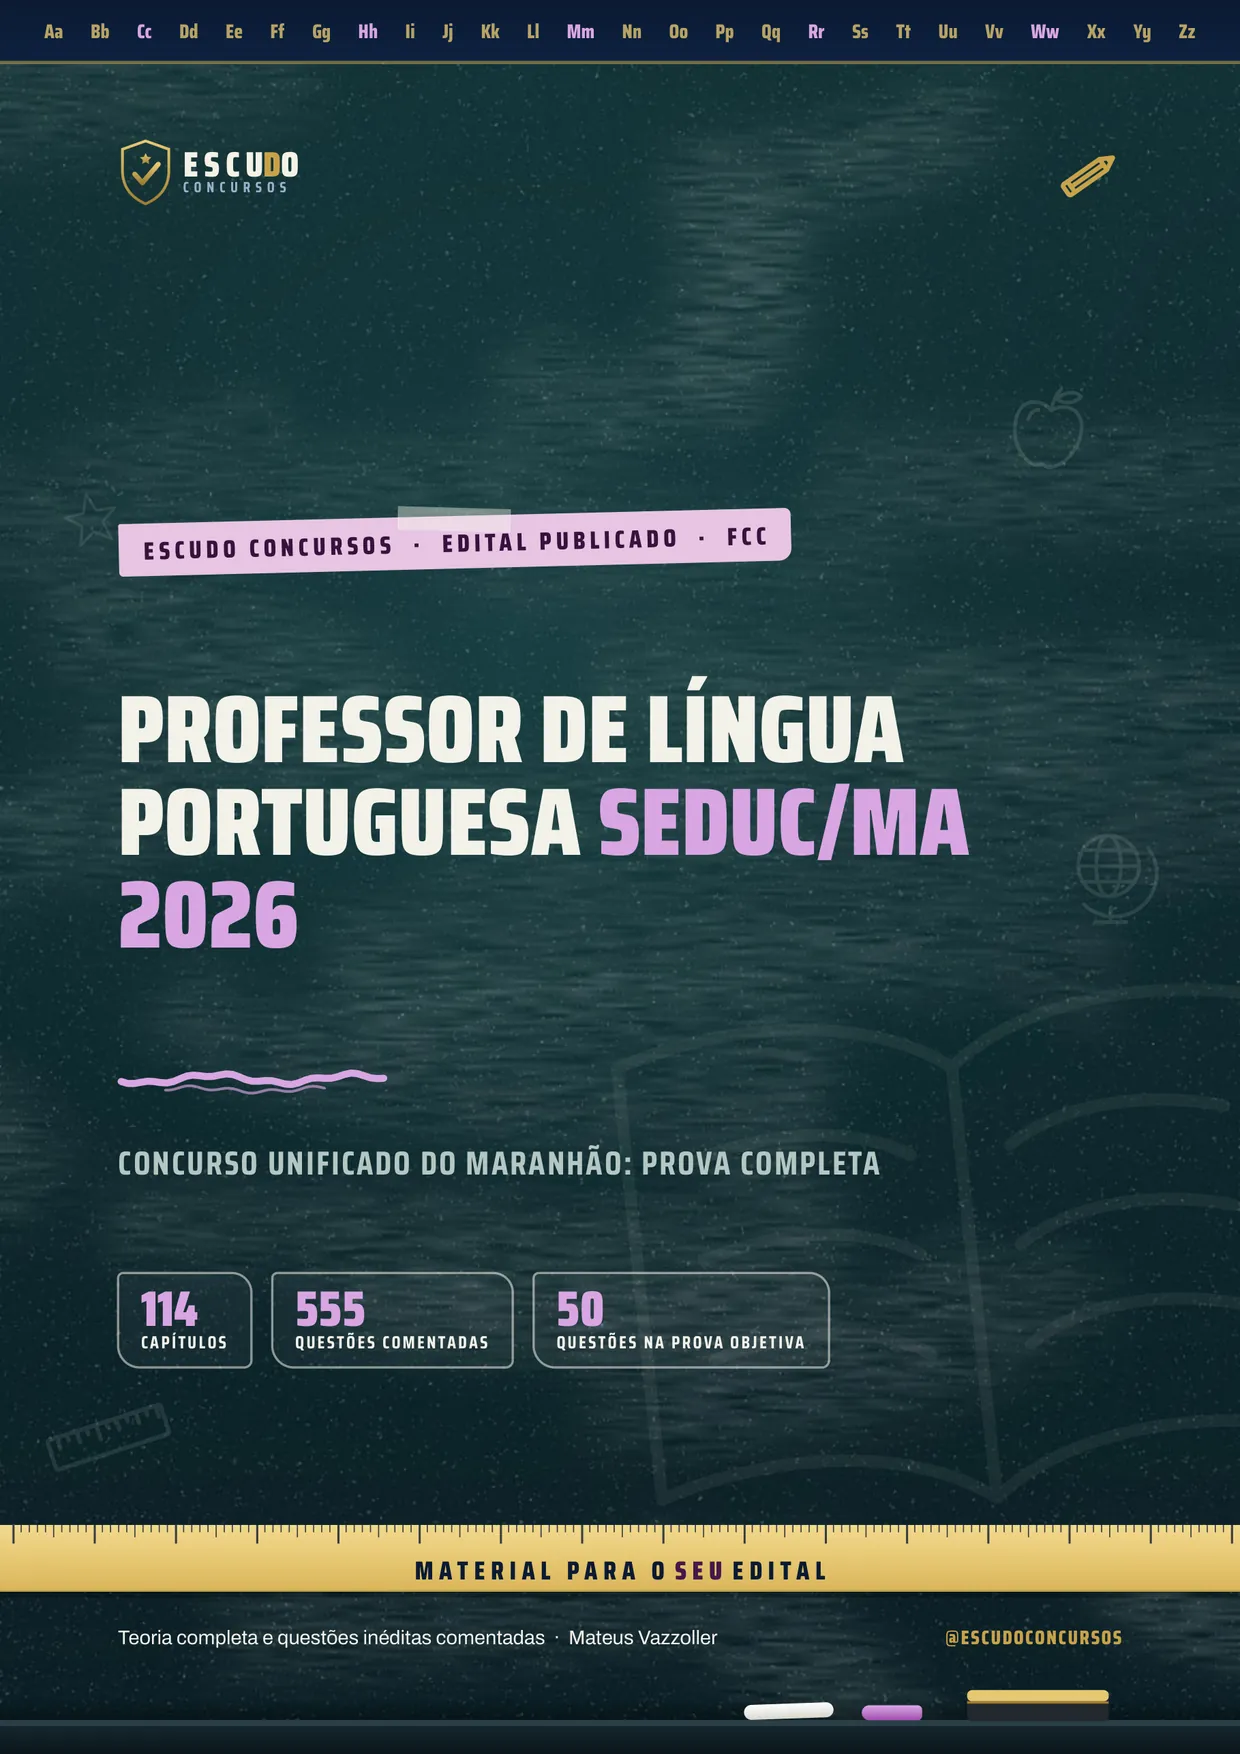 Aa Bb Cc Dd Ee Ff Gg Hh Ii Jj Kk Ll Mm Nn Oo Pp Qq Rr Ss Tt Uu Vv Ww Xx Yy Zz
ESCUDO
CONCURSOS
ESCUDO CONCURSOS · EDITAL PUBLICADO · FCC
PROFESSOR DE LÍNGUA
PORTUGUESA SEDUC/MA
2026
CONCURSO UNIFICADO DO MARANHÃO: PROVA COMPLETA
114
CAPÍTULOS
555
QUESTÕES COMENTADAS
50
QUESTÕES NA PROVA OBJETIVA
MATERIAL PARA O SEU EDITAL
Teoria completa e questões inéditas comentadas · Mateus Vazzoller
@ESCUDOCONCURSOS